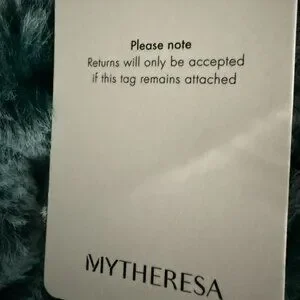 Please note
Returns will only be accepted
if this tag remains attached
MYTHERESA